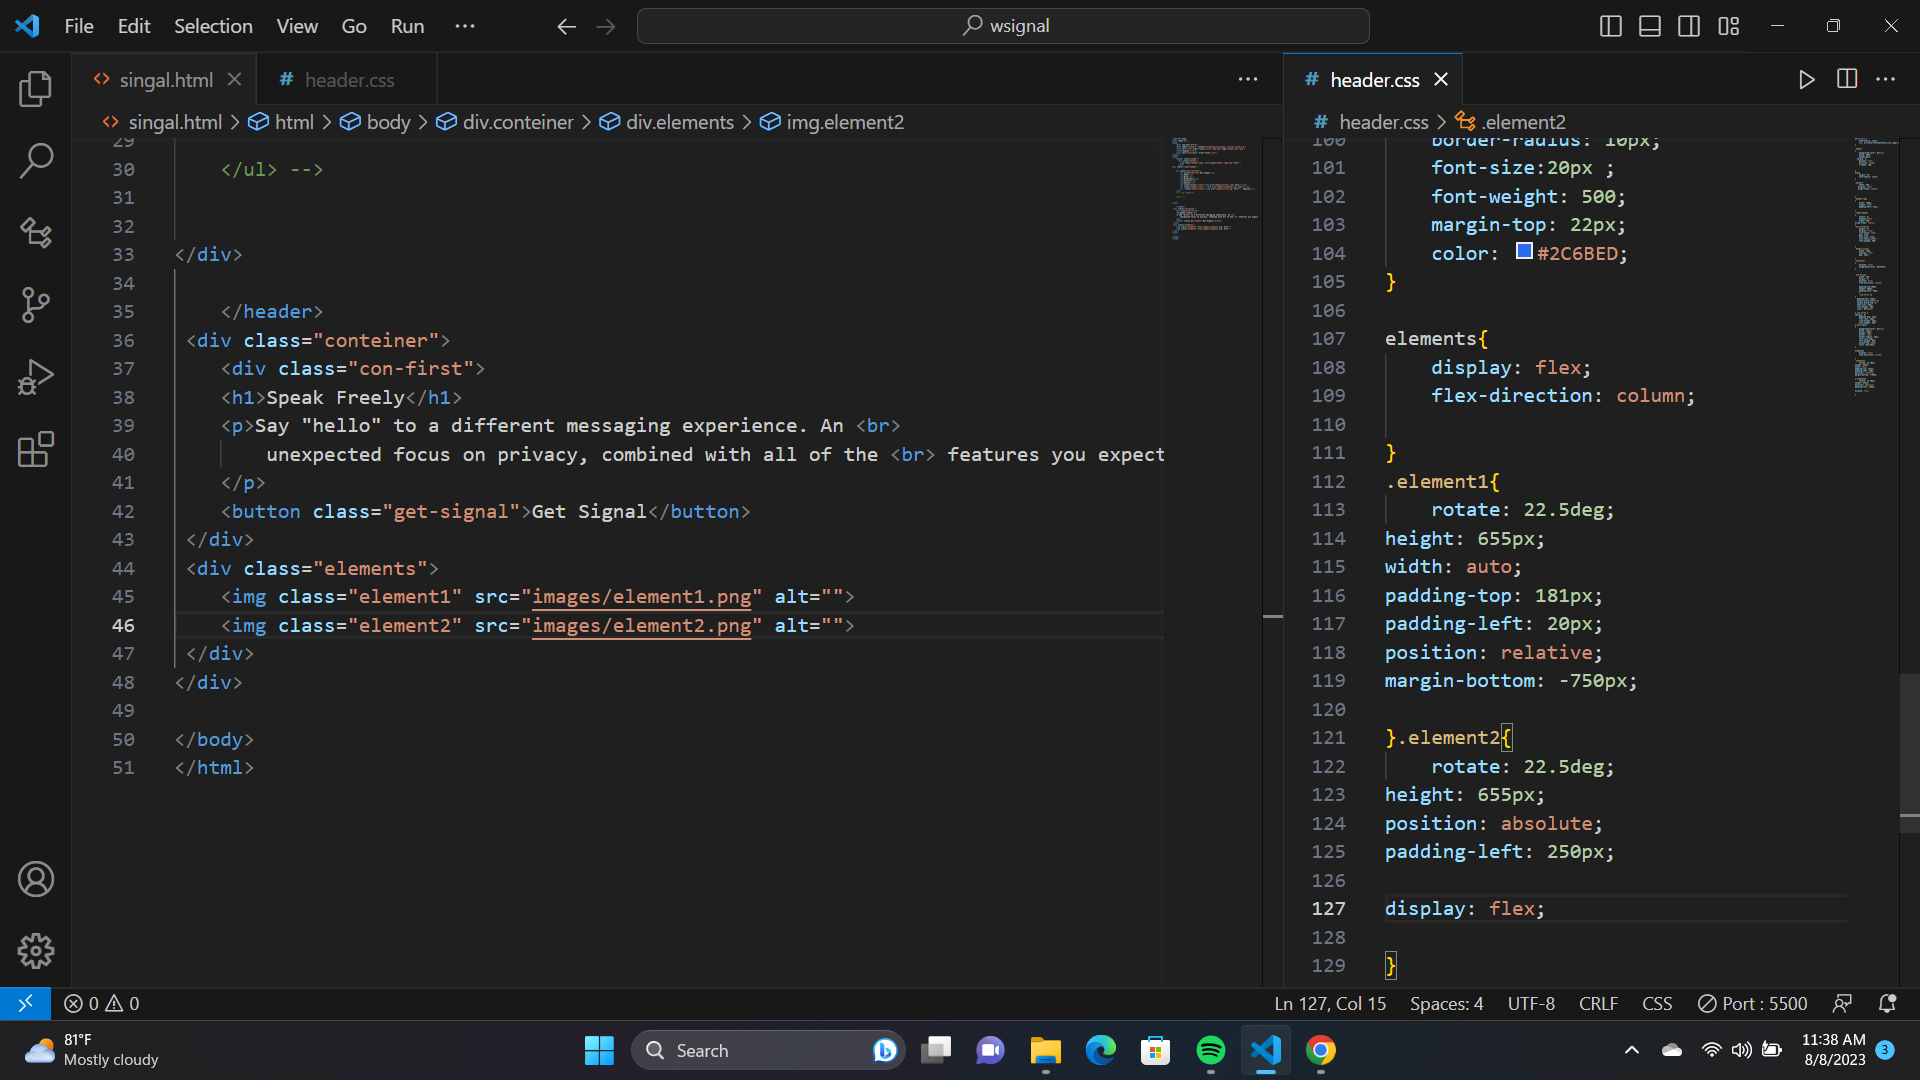 File Edit Selection View Go Run ...
wsignal
singal.html
# header.css
...
# header.css
...
singal.html > html > body > div.conteiner > div.elements > img.element2
# header.css > .element2
29
30 </ul> -->
31
32
33 </div>
34
35 </header>
36 <div class="conteiner">
37 <div class="con-first">
38 <h1>Speak Freely</h1>
39 <p>Say "hello" to a different messaging experience. An <br>
40 unexpected focus on privacy, combined with all of the <br> features you expect
41 </p>
42 <button class="get-signal">Get Signal</button>
43 </div>
44 <div class="elements">
45 <img class="element1" src="images/element1.png" alt="">
46 <img class="element2" src="images/element2.png" alt="">
47 </div>
48 </div>
49
50 </body>
51 </html>
100 border-radius: 10px;
101 font-size:20px ;
102 font-weight: 500;
103 margin-top: 22px;
104 color: #2C6BED;
105 }
106
107 elements{
108 display: flex;
109 flex-direction: column;
110
111 }
112 .element1{
113 rotate: 22.5deg;
114 height: 655px;
115 width: auto;
116 padding-top: 181px;
117 padding-left: 20px;
118 position: relative;
119 margin-bottom: -750px;
120
121 }.element2{
122 rotate: 22.5deg;
123 height: 655px;
124 position: absolute;
125 padding-left: 250px;
126
127 display: flex;
128
129 }
0 0
Ln 127, Col 15 Spaces: 4 UTF-8 CRLF CSS Port : 5500
81°F
Mostly cloudy
Search
11:38 AM
8/8/2023
3